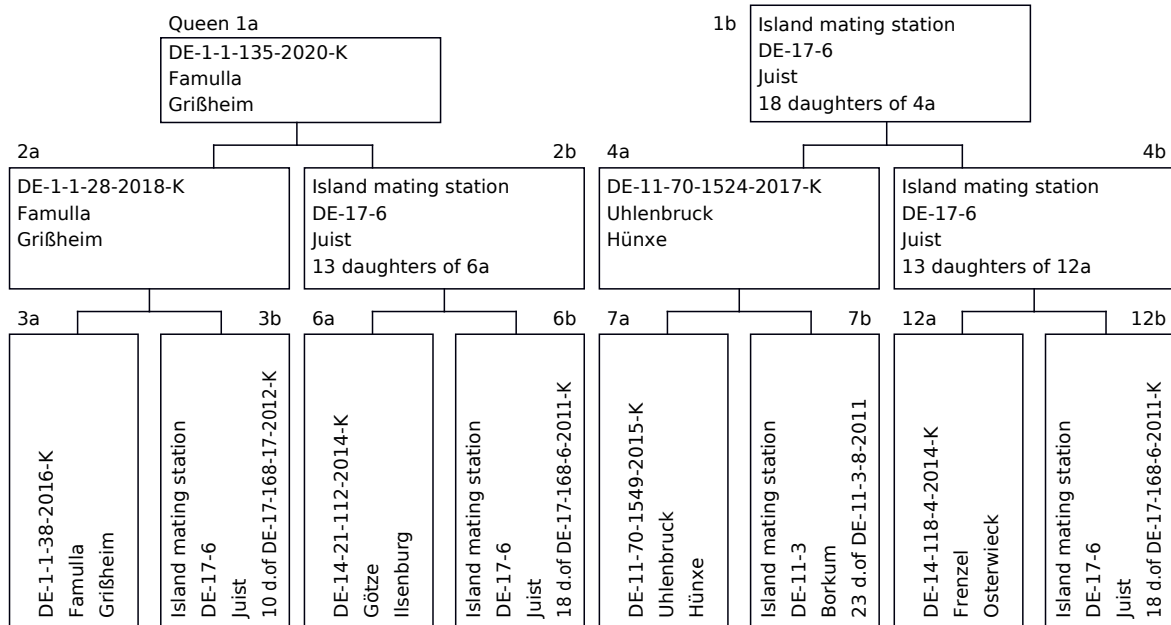 Queen 1a
DE-1-1-135-2020-K
Famulla
Grißheim
1b
Island mating station
DE-17-6
Juist
18 daughters of 4a
2a
DE-1-1-28-2018-K
Famulla
Grißheim
2b
Island mating station
DE-17-6
Juist
13 daughters of 6a
4a
DE-11-70-1524-2017-K
Uhlenbruck
Hünxe
4b
Island mating station
DE-17-6
Juist
13 daughters of 12a
3a
DE-1-1-38-2016-K
Famulla
Grißheim
3b
Island mating station
DE-17-6
Juist
10 d.of DE-17-168-17-2012-K
6a
DE-14-21-112-2014-K
Götze
Ilsenburg
6b
Island mating station
DE-17-6
Juist
18 d.of DE-17-168-6-2011-K
7a
DE-11-70-1549-2015-K
Uhlenbruck
Hünxe
7b
Island mating station
DE-11-3
Borkum
23 d.of DE-11-3-8-2011
12a
DE-14-118-4-2014-K
Frenzel
Osterwieck
12b
Island mating station
DE-17-6
Juist
18 d.of DE-17-168-6-2011-K